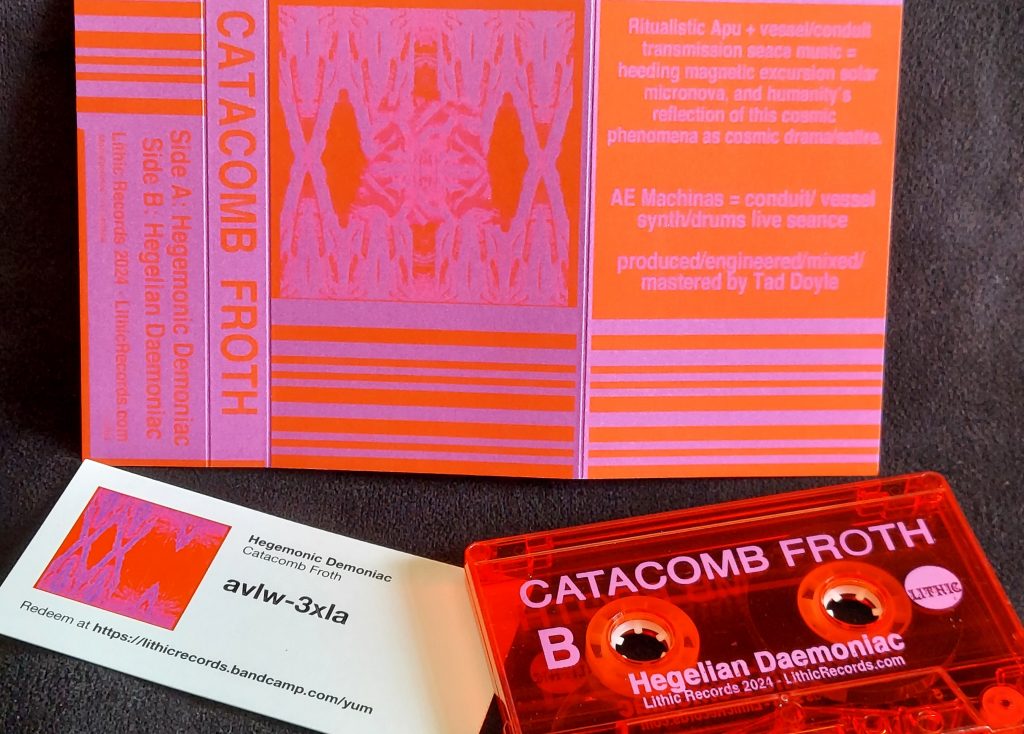 CATACOMB FROTH
Side A: Hegemonic Demoniac
Side B: Hegelian Daemoniac
Lithic Records 2024 - LithicRecords.com
Ritualistic Apu + vessel/conduit
transmission seace music =
heeding magnetic excursion solar
micronova, and humanity's
reflection of this cosmic
phenomena as cosmic dramarsative.
AE Machinas = conduit/ vessel
synth/drums live seance
produced/engineered/mixed/
mastered by Tad Doyle
Hegemonic Demoniac
Catacomb Froth
avlw-3xla
Redeem at https://lithicrecords.bandcamp.com/yum
CATACOMB FROTH
LITHIC
B
Hegelian Daemoniac
Lithic Records 2024 - LithicRecords.com